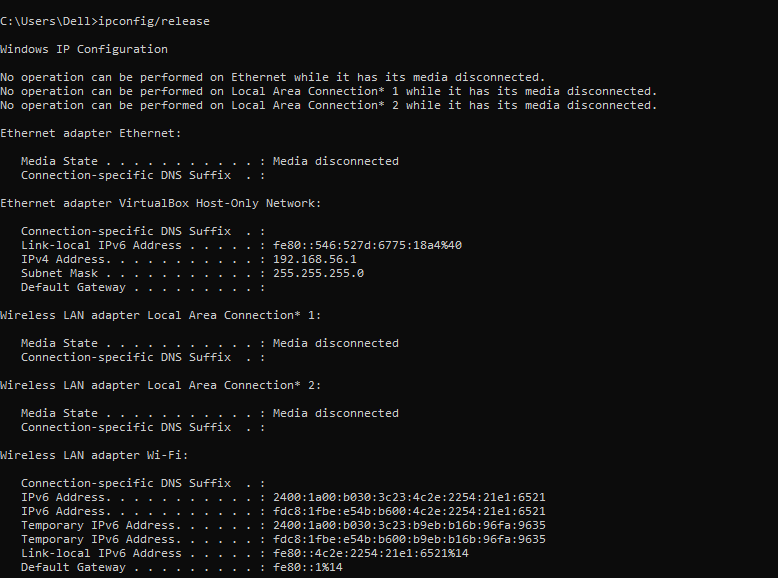 C:\Users\Dell>ipconfig/release
Windows IP Configuration
No operation can be performed on Ethernet while it has its media disconnected.
No operation can be performed on Local Area Connection* 1 while it has its media disconnected.
No operation can be performed on Local Area Connection* 2 while it has its media disconnected.
Ethernet adapter Ethernet:
Media State . . . . . . . . . . . : Media disconnected
Connection-specific DNS Suffix  . :
Ethernet adapter VirtualBox Host-Only Network:
Connection-specific DNS Suffix  . :
Link-local IPv6 Address . . . . . : fe80::546:527d:6775:18a4%40
IPv4 Address. . . . . . . . . . . : 192.168.56.1
Subnet Mask . . . . . . . . . . . : 255.255.255.0
Default Gateway . . . . . . . . . :
Wireless LAN adapter Local Area Connection* 1:
Media State . . . . . . . . . . . : Media disconnected
Connection-specific DNS Suffix  . :
Wireless LAN adapter Local Area Connection* 2:
Media State . . . . . . . . . . . : Media disconnected
Connection-specific DNS Suffix  . :
Wireless LAN adapter Wi-Fi:
Connection-specific DNS Suffix  . :
IPv6 Address. . . . . . . . . . . : 2400:1a00:b030:3c23:4c2e:2254:21e1:6521
IPv6 Address. . . . . . . . . . . : fdc8:1fbe:e54b:b600:4c2e:2254:21e1:6521
Temporary IPv6 Address. . . . . . : 2400:1a00:b030:3c23:b9eb:b16b:96fa:9635
Temporary IPv6 Address. . . . . . : fdc8:1fbe:e54b:b600:b9eb:b16b:96fa:9635
Link-local IPv6 Address . . . . . : fe80::4c2e:2254:21e1:6521%14
Default Gateway . . . . . . . . . : fe80::1%14